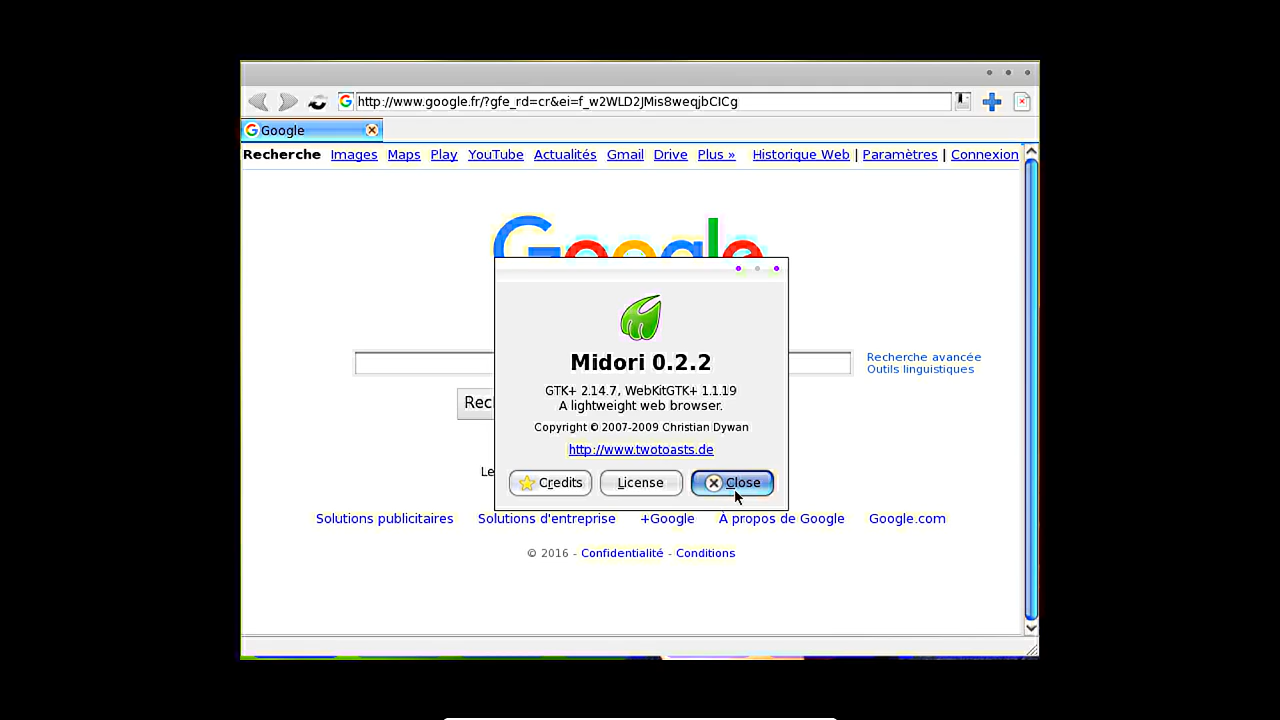 http://www.google.fr/?gfe_rd=cr&ei=f_w2WLD2JMis8weqjbCICg
Google
Recherche Images Maps Play YouTube Actualités Gmail Drive Plus » Historique Web | Paramètres | Connexion
Google
Midori 0.2.2
Recherche avancée
Outils linguistiques
GTK+ 2.14.7, WebKitGTK+ 1.1.19
A lightweight web browser.
Rec
Copyright © 2007-2009 Christian Dywan
http://www.twotoasts.de
Le
Credits License Close
Solutions publicitaires Solutions d'entreprise +Google À propos de Google Google.com
© 2016 - Confidentialité - Conditions